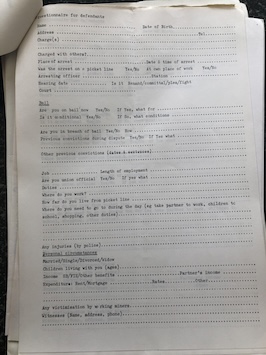 Questionnaire for defendants
Name Date of Birth
Address Tel
Charge(s)
Charged with others?
Place of arrest Date & time of arrest
Was the arrest on a picket line Yes/No At own place of work Yes/No
Arresting officer Station
Hearing date Is it Remand/committal/plea/fight
Court
Bail
Are you on bail now Yes/No If Yes, what for
Is it conditional Yes/No If so, what conditions
Are you in breach of bail Yes/No How
Previous convictions during dispute Yes/No If Yes what
Other previous convictions (dates & sentences)
Job Length of employment
Are you union official Yes/No If yes what
Duties
Where do you work?
How far do you live from picket line
Where do you need to go to during the day (eg take partner to work, children to
school, shopping, other duties)
Any injuries (by police)
Personal circumstances
Married/Single/Divorced/Widow
Children living with you (ages)
Income Other benefits Partner's income
Expenditure: Rent/Mortgage Rates Other
Any victimisation by working miners
Witnesses (Name, address, phone)